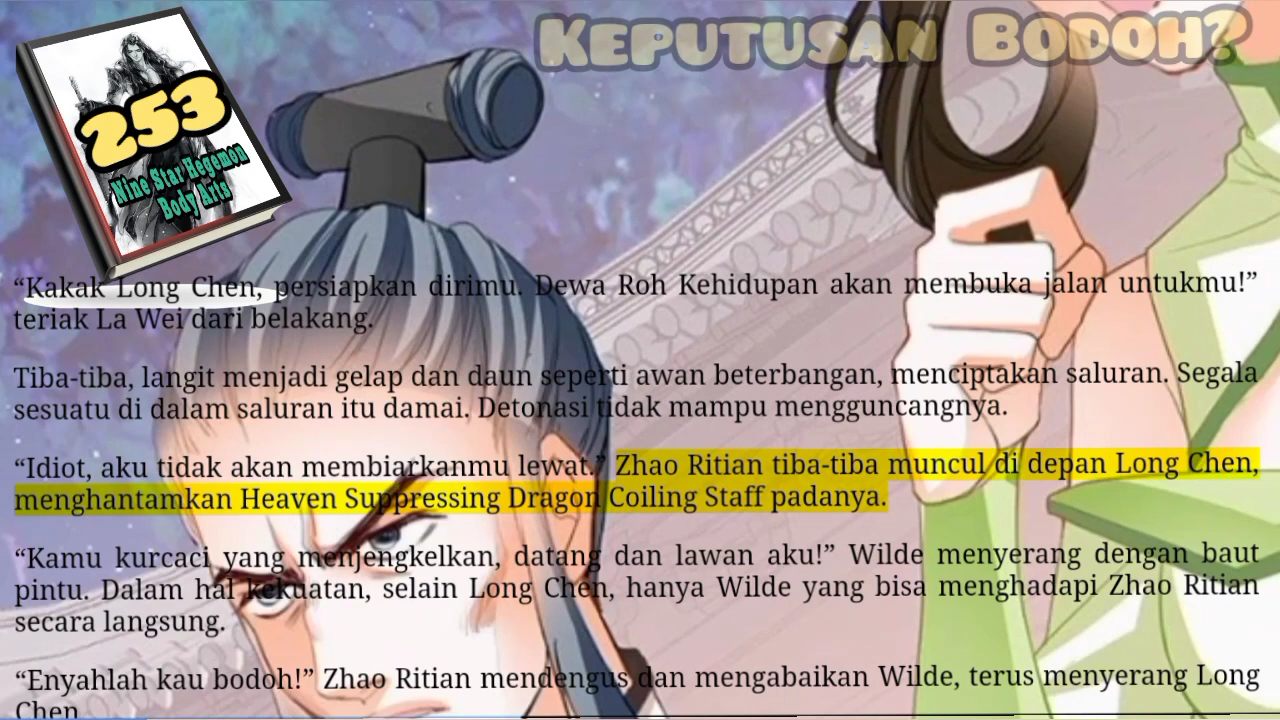 Keputusan Bodoh?
253
Nine Star Hegemon
Body Arts
“Kakak Long Chen, persiapkan dirimu. Dewa Roh Kehidupan akan membuka jalan untukmu!”
teriak La Wei dari belakang.
Tiba-tiba, langit menjadi gelap dan daun seperti awan beterbangan, menciptakan saluran. Segala
sesuatu di dalam saluran itu damai. Detonasi tidak mampu mengguncangnya.
“Idiot, aku tidak akan membiarkanmu lewat.” Zhao Ritian tiba-tiba muncul di depan Long Chen,
menghantamkan Heaven Suppressing Dragon Coiling Staff padanya.
“Kamu kurcaci yang menjengkelkan, datang dan lawan aku!” Wilde menyerang dengan baut
pintu. Dalam hal kekuatan, selain Long Chen, hanya Wilde yang bisa menghadapi Zhao Ritian
secara langsung.
“Enyahlah kau bodoh!” Zhao Ritian mendengus dan mengabaikan Wilde, terus menyerang Long
Chen